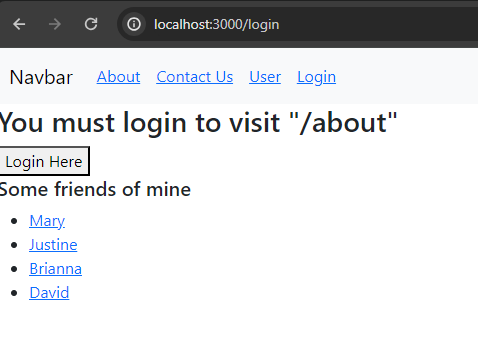 localhost:3000/login
Navbar About Contact Us User Login
You must login to visit "/about"
Login Here
Some friends of mine
Mary
Justine
Brianna
David